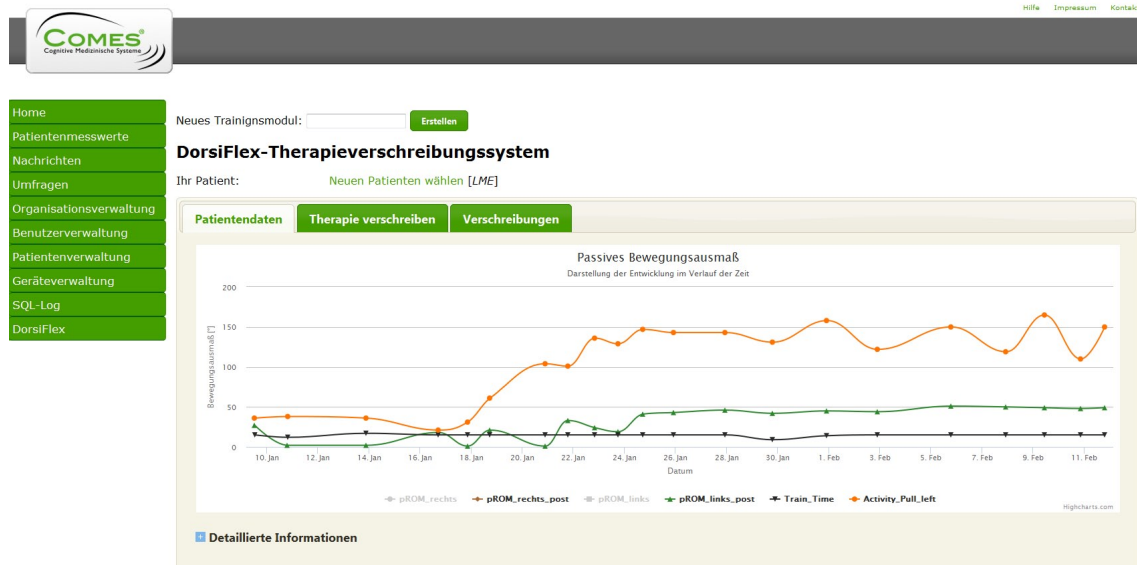 Hilfe Impressum Kontakt
COMES®
Cognitive Medizinische Systeme
Home
Patientenmesswerte
Nachrichten
Umfragen
Organisationsverwaltung
Benutzerverwaltung
Patientenverwaltung
Geräteverwaltung
SQL-Log
DorsiFlex
Neues Trainignsmodul: Erstellen
DorsiFlex-Therapieverschreibungssystem
Ihr Patient: Neuen Patienten wählen [LME]
Patientendaten Therapie verschreiben Verschreibungen
Passives Bewegungsausmaß
Darstellung der Entwicklung im Verlauf der Zeit
Bewegungsausmaß [°]
200
150
100
50
0
10. Jan 12. Jan 14. Jan 16. Jan 18. Jan 20. Jan 22. Jan 24. Jan 26. Jan 28. Jan 30. Jan 1. Feb 3. Feb 5. Feb 7. Feb 9. Feb 11. Feb
Datum
pROM_rechts pROM_rechts_post pROM_links pROM_links_post Train_Time Activity_Pull_left
Highcharts.com
Detaillierte Informationen